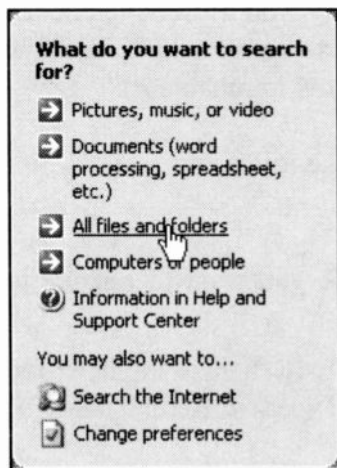 What do you want to search
for?
Pictures, music, or video
Documents (word
processing, spreadsheet,
etc.)
All files and folders
Computers or people
Information in Help and
Support Center
You may also want to...
Search the Internet
Change preferences